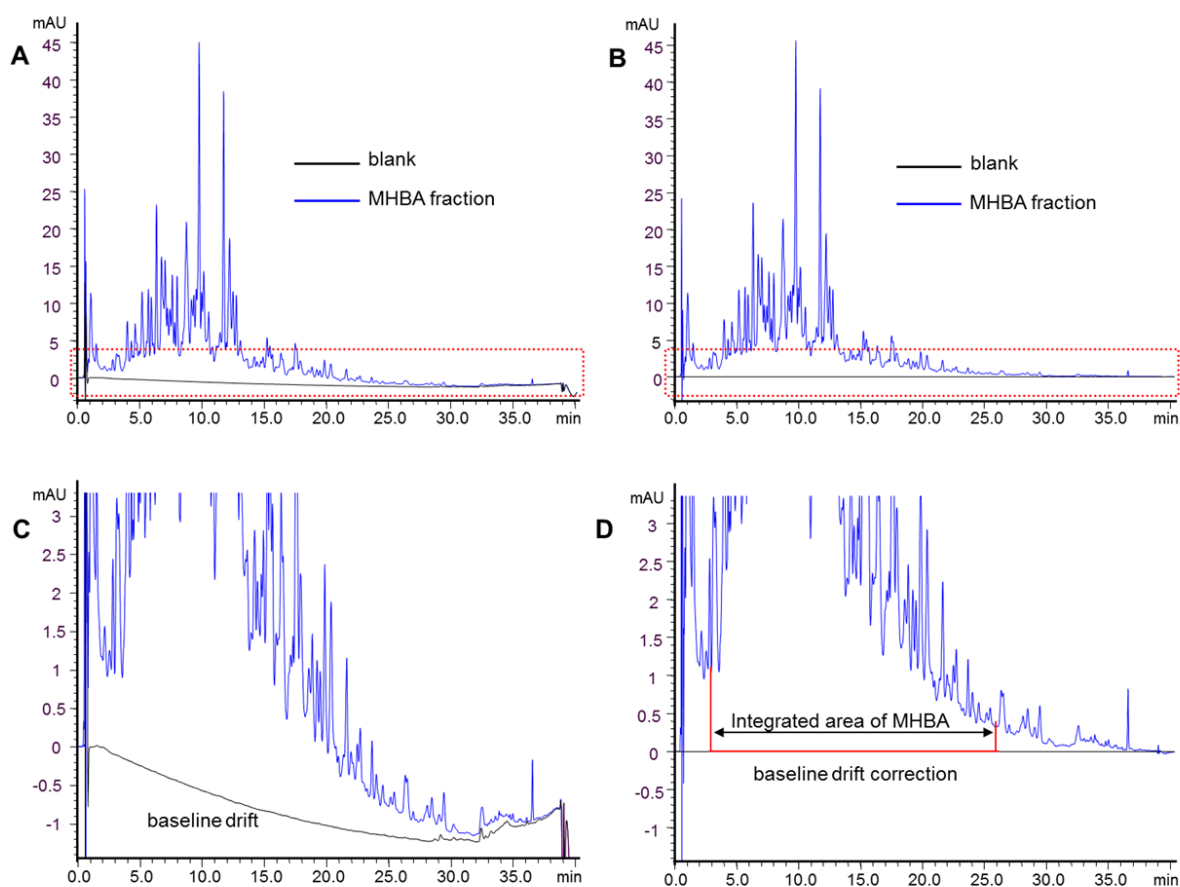 A
mAU
45
40
35
30
25
20
15
10
5
0
blank
MHBA fraction
0.0 5.0 10.0 15.0 20.0 25.0 30.0 35.0 min
B
mAU
45
40
35
30
25
20
15
10
5
0
blank
MHBA fraction
0.0 5.0 10.0 15.0 20.0 25.0 30.0 35.0 min
C
mAU
3
2.5
2
1.5
1
0.5
0
-0.5
-1
baseline drift
0.0 5.0 10.0 15.0 20.0 25.0 30.0 35.0 min
D
mAU
3
2.5
2
1.5
1
0.5
0
-0.5
-1
Integrated area of MHBA
baseline drift correction
0.0 5.0 10.0 15.0 20.0 25.0 30.0 35.0 min